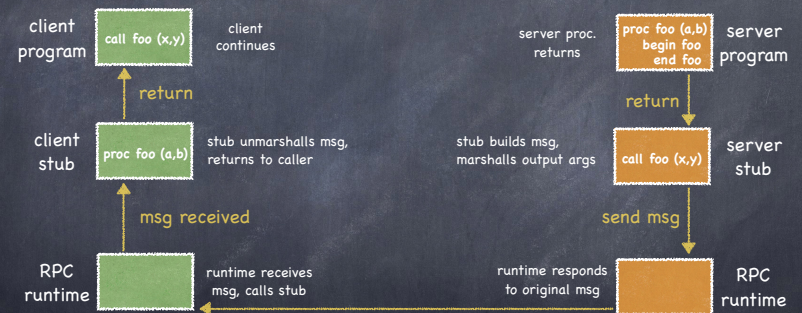 client
program
call foo (x,y)
client
continues
server proc.
returns
proc foo (a,b)
begin foo
end foo
server
program
return
return
client
stub
proc foo (a,b)
stub unmarshalls msg,
returns to caller
stub builds msg,
marshalls output args
call foo (x,y)
server
stub
msg received
send msg
RPC
runtime
runtime receives
msg, calls stub
runtime responds
to original msg
RPC
runtime